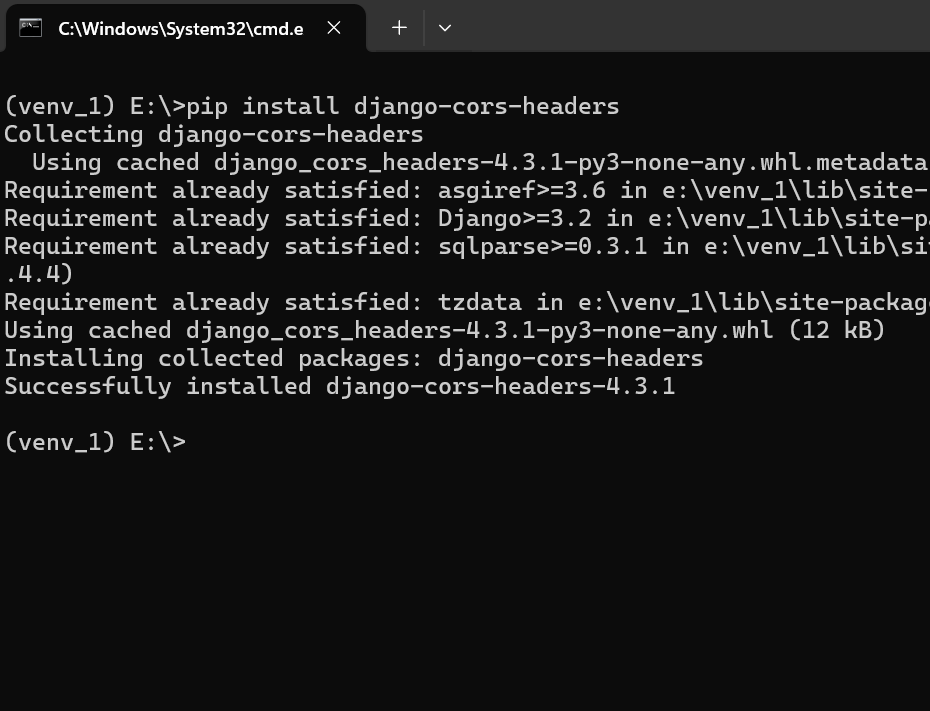 C:\Windows\System32\cmd.e
(venv_1) E:\>pip install django-cors-headers
Collecting django-cors-headers
  Using cached django_cors_headers-4.3.1-py3-none-any.whl.metadata
Requirement already satisfied: asgiref>=3.6 in e:\venv_1\lib\site-
Requirement already satisfied: Django>=3.2 in e:\venv_1\lib\site-pa
Requirement already satisfied: sqlparse>=0.3.1 in e:\venv_1\lib\sit
.4.4)
Requirement already satisfied: tzdata in e:\venv_1\lib\site-package
Using cached django_cors_headers-4.3.1-py3-none-any.whl (12 kB)
Installing collected packages: django-cors-headers
Successfully installed django-cors-headers-4.3.1
(venv_1) E:\>